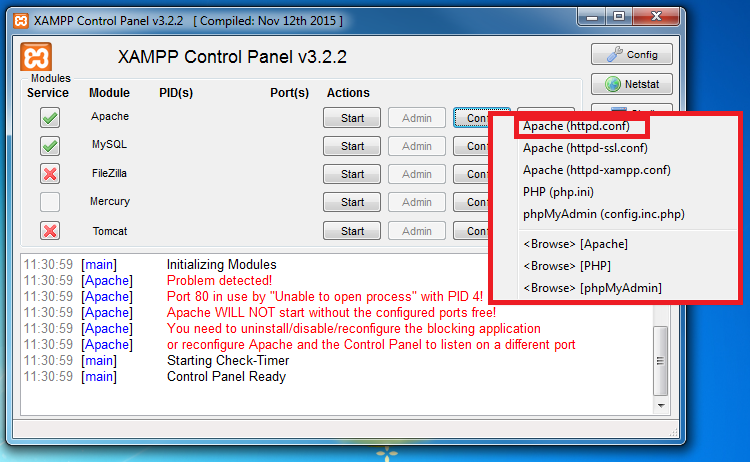 XAMPP Control Panel v3.2.2 [ Compiled: Nov 12th 2015 ]
XAMPP Control Panel v3.2.2
Config
Netstat
Modules
Service Module PID(s) Port(s) Actions
Apache Start Admin
MySQL Start Admin
FileZilla Start Admin
Mercury Start Admin
Tomcat Start Admin
Apache (httpd.conf)
Apache (httpd-ssl.conf)
Apache (httpd-xampp.conf)
PHP (php.ini)
phpMyAdmin (config.inc.php)
<Browse> [Apache]
<Browse> [PHP]
<Browse> [phpMyAdmin]
11:30:59 [main] Initializing Modules
11:30:59 [Apache] Problem detected!
11:30:59 [Apache] Port 80 in use by "Unable to open process" with PID 4!
11:30:59 [Apache] Apache WILL NOT start without the configured ports free!
11:30:59 [Apache] You need to uninstall/disable/reconfigure the blocking application
11:30:59 [Apache] or reconfigure Apache and the Control Panel to listen on a different port
11:30:59 [main] Starting Check-Timer
11:30:59 [main] Control Panel Ready